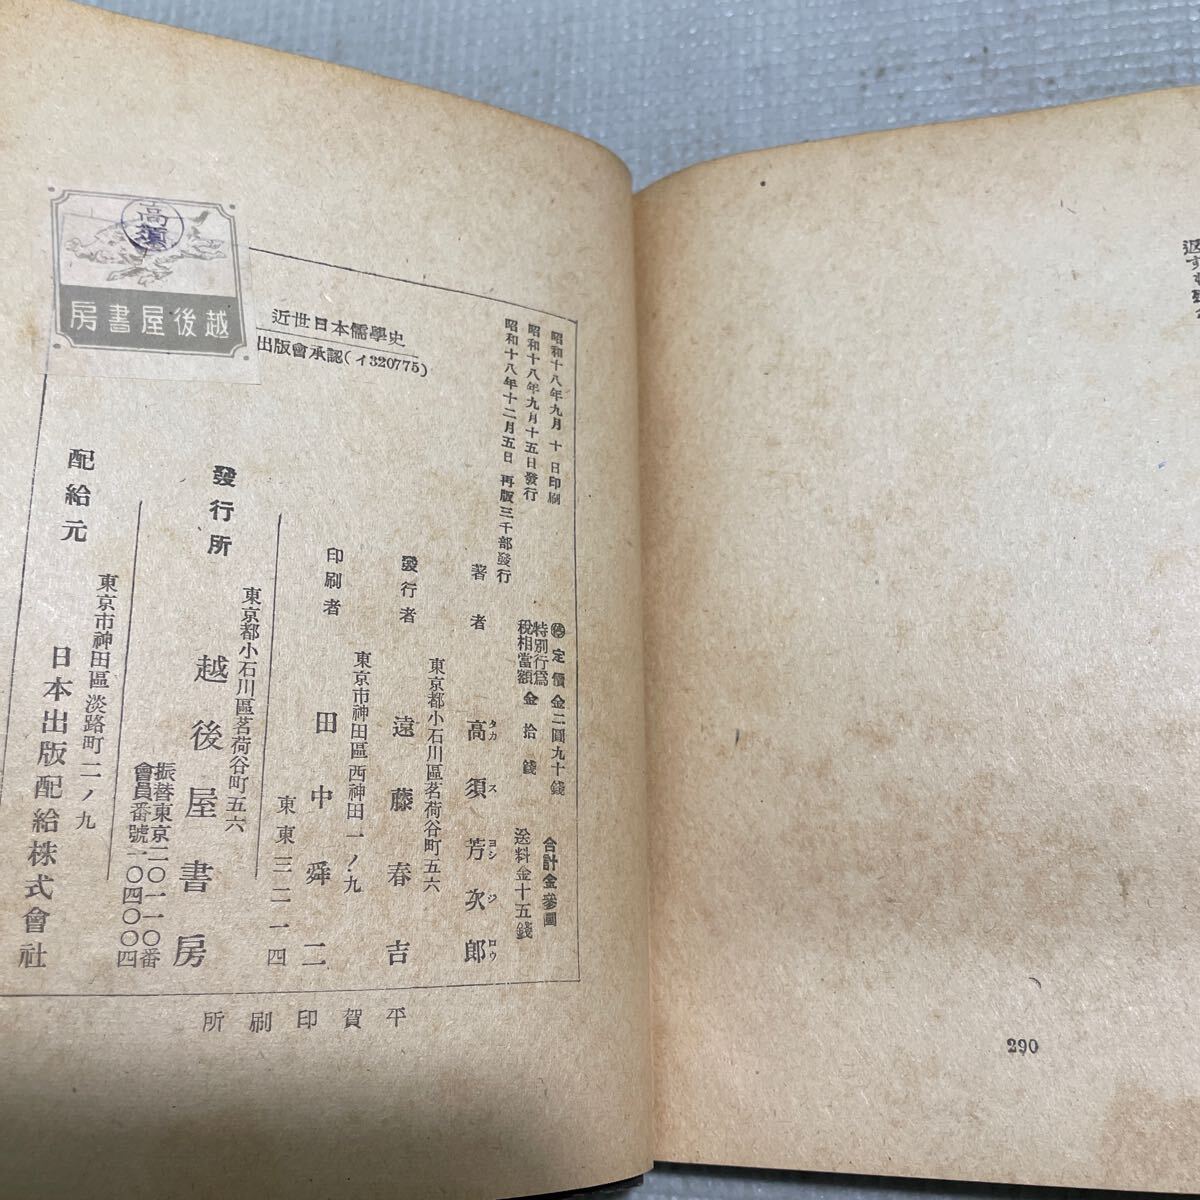 高須
房書屋後越
近世日本儒學史
出版會承認(イ320775)
昭和十八年九月十日印刷
昭和十八年九月十五日發行
昭和十八年十二月五日 再版三千部發行
㊡定價金二圓九十錢
特別行爲税相當額 金拾錢
合計金參圓
送料金十五錢
著者 高須芳次郎
タカ ス ヨシ ジ ロウ
東京都小石川區茗荷谷町五六
發行者 遠藤春吉
東京市神田區西神田一ノ九
印刷者 田中舜二
東東三二一四
東京都小石川區茗荷谷町五六
發行所 越後屋書房
振替東京二〇一一〇番
會員番號一〇四〇〇四
東京市神田區淡路町二ノ九
配給元 日本出版配給株式會社
所刷印賀平
290